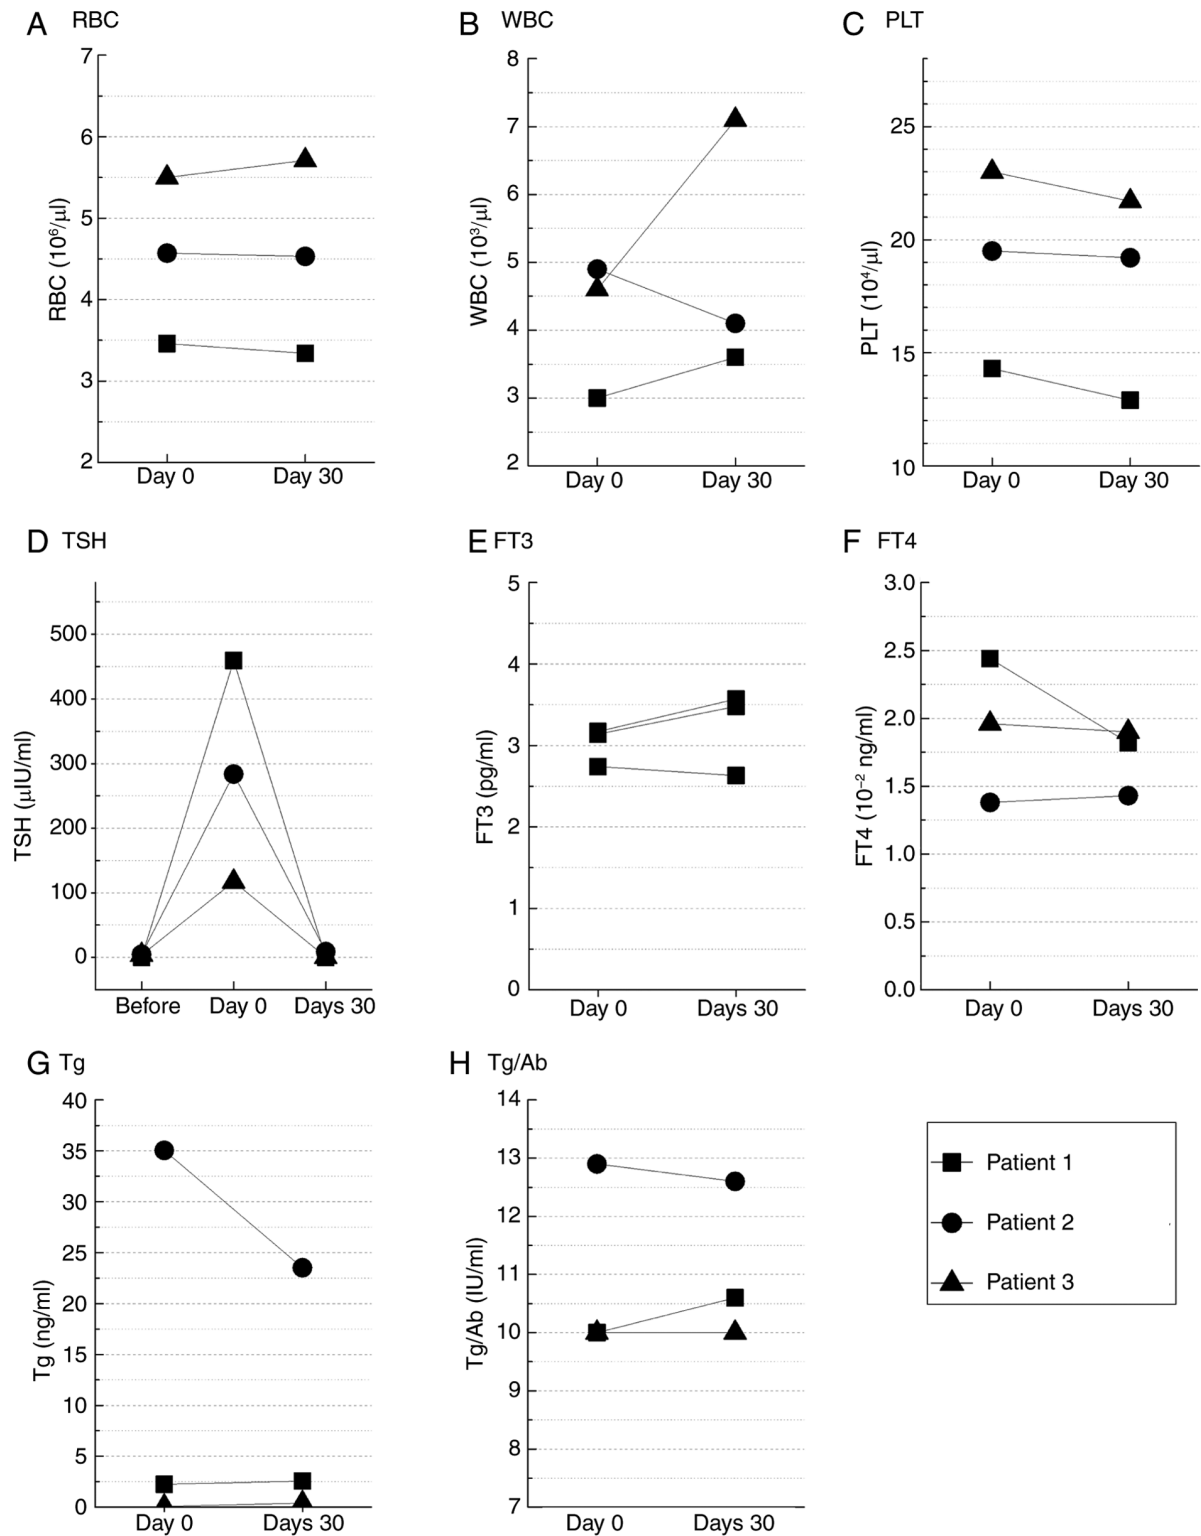 A RBC
7
6
5
4
3
2
RBC (10⁶/µl)
Day 0 Day 30
B WBC
8
7
6
5
4
3
2
WBC (10³/µl)
Day 0 Day 30
C PLT
25
20
15
10
PLT (10⁴/µl)
Day 0 Day 30
D TSH
500
400
300
200
100
0
TSH (µIU/ml)
Before Day 0 Days 30
E FT3
5
4
3
2
1
0
FT3 (pg/ml)
Day 0 Days 30
F FT4
3.0
2.5
2.0
1.5
1.0
0.5
0.0
FT4 (10⁻² ng/ml)
Day 0 Days 30
G Tg
40
35
30
25
20
15
10
5
0
Tg (ng/ml)
Day 0 Days 30
H Tg/Ab
14
13
12
11
10
9
8
7
Tg/Ab (IU/ml)
Day 0 Days 30
Patient 1
Patient 2
Patient 3